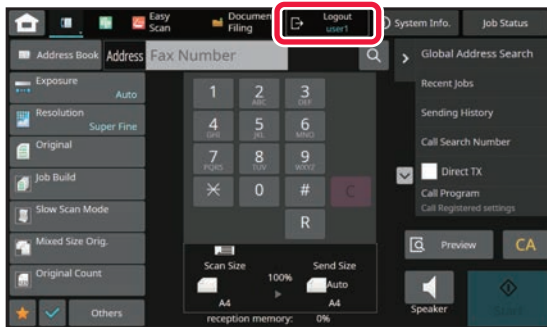 Easy
Scan
Documen
Filing
Logout
user1
System Info.
Job Status
Address Book
Address
Fax Number
Global Address Search
Exposure
Auto
Recent Jobs
Resolution
Super Fine
Sending History
Original
Call Search Number
Job Build
Direct TX
Slow Scan Mode
Call Program
Call Registered settings
Mixed Size Orig.
Preview
CA
Original Count
Speaker
Start
Others
1
2
ABC
3
DEF
4
GHI
5
JKL
6
MNO
7
PQRS
8
TUV
9
WXYZ
0
#
C
R
Scan Size
100%
Send Size
Auto
A4
A4
reception memory: 0%